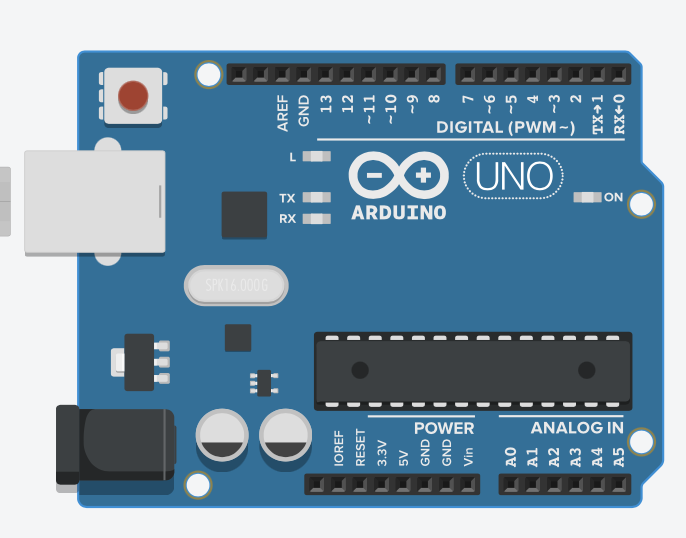 AREF
GND
13
12
~11
~10
~9
8
7
~6
~5
4
~3
2
TX→1
RX←0
DIGITAL (PWM~)
L
TX
RX
UNO
ARDUINO
ON
SPK16.000G
POWER
ANALOG IN
IOREF
RESET
3.3V
5V
GND
GND
Vin
A0
A1
A2
A3
A4
A5